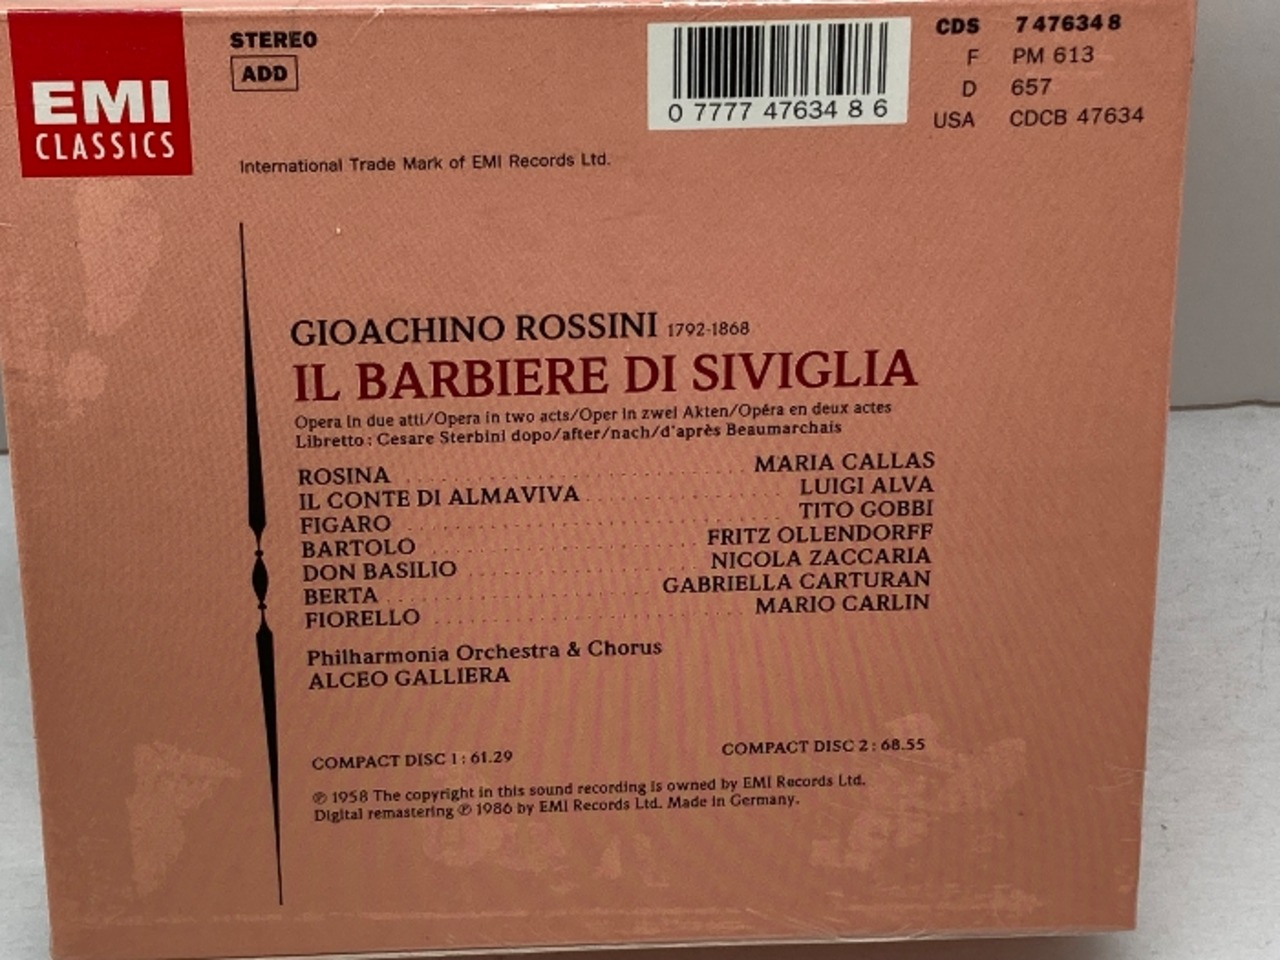 EMI
CLASSICS
STEREO
ADD
International Trade Mark of EMI Records Ltd.
0 7777 47634 8 6
CDS 7 47634 8
F PM 613
D 657
USA CDCB 47634
GIOACHINO ROSSINI 1792-1868
IL BARBIERE DI SIVIGLIA
Opera in due atti/Opera in two acts/Oper in zwei Akten/Opéra en deux actes
Libretto: Cesare Sterbini dopo/after/nach/d'après Beaumarchais
ROSINA MARIA CALLAS
IL CONTE DI ALMAVIVA LUIGI ALVA
FIGARO TITO GOBBI
BARTOLO FRITZ OLLENDORFF
DON BASILIO NICOLA ZACCARIA
BERTA GABRIELLA CARTURAN
FIORELLO MARIO CARLIN
Philharmonia Orchestra & Chorus
ALCEO GALLIERA
COMPACT DISC 1: 61.29 COMPACT DISC 2: 68.55
℗ 1958 The copyright in this sound recording is owned by EMI Records Ltd.
Digital remastering ℗ 1986 by EMI Records Ltd. Made in Germany.